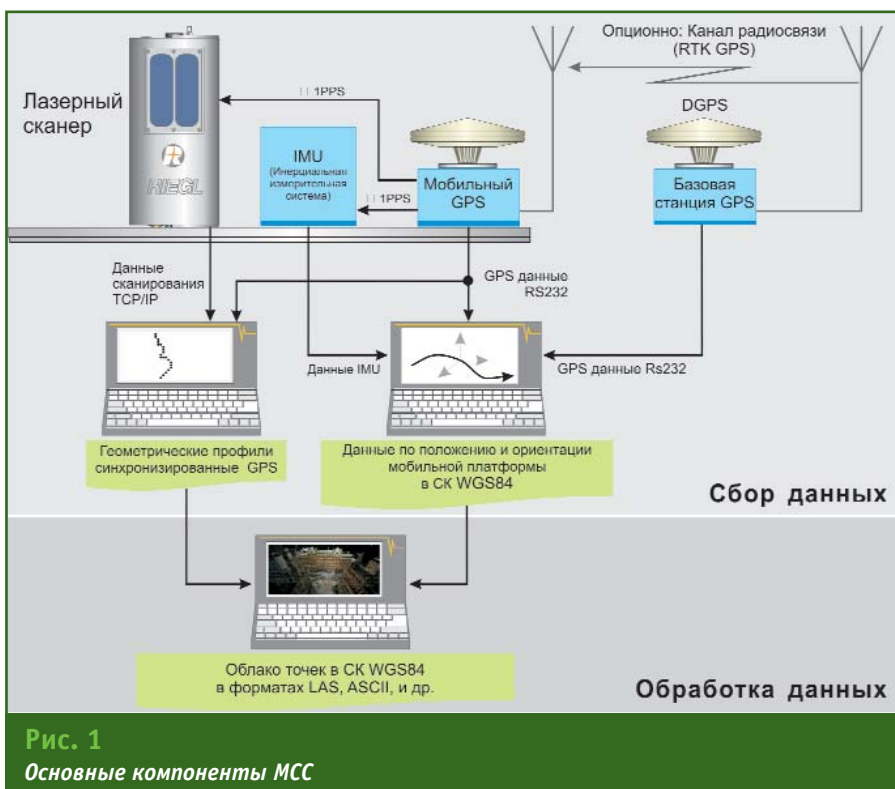 Опционно: Канал радиосвязи
(RTK GPS)
1PPS
Лазерный
сканер
DGPS
IMU
(Инерциальная
измерительная
система)
Мобильный
GPS
Базовая
станция GPS
1PPS
RIEGL
Данные
сканирования
TCP/IP
GPS данные
RS232
Данные IMU
GPS данные Rs232
Геометрические профили
синхронизированные GPS
Данные по положению и ориентации
мобильной платформы
в СК WGS84
Сбор данных
Облако точек в СК WGS84
в форматах LAS, ASCII, и др.
Обработка данных
Рис. 1
Основные компоненты МСС